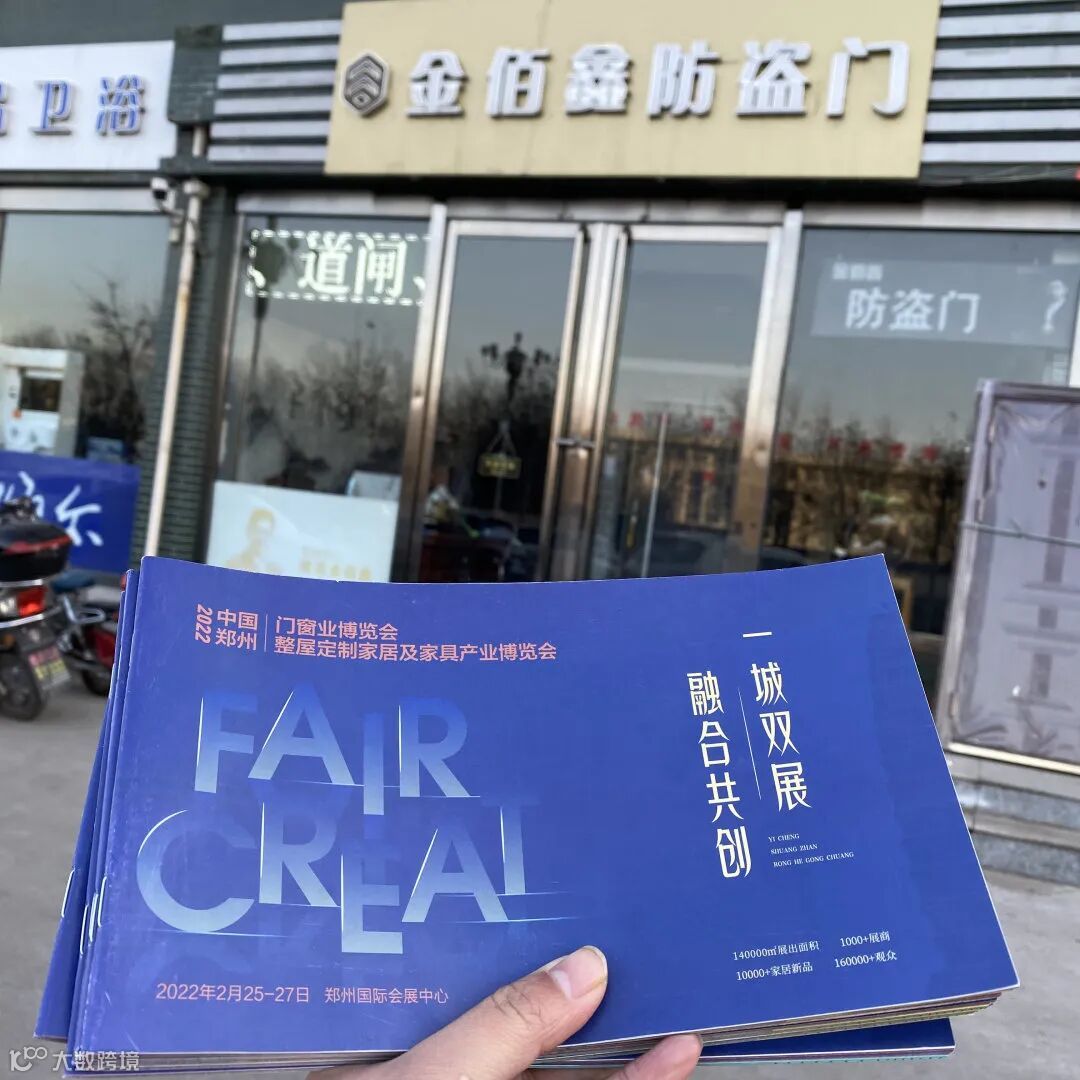 卫浴
金佰鑫防盗门
道闸
防盗门
2022
中国 门窗业博览会
郑州 整屋定制家居及家具产业博览会
FAIR
CREAT
一城双展
融合共创
YI CHENG
SHUANG ZHAN
RONG HE GONG CHUANG
140000㎡展出面积 1000+展商
10000+家居新品 160000+观众
2022年2月25-27日 郑州国际会展中心
大数跨境